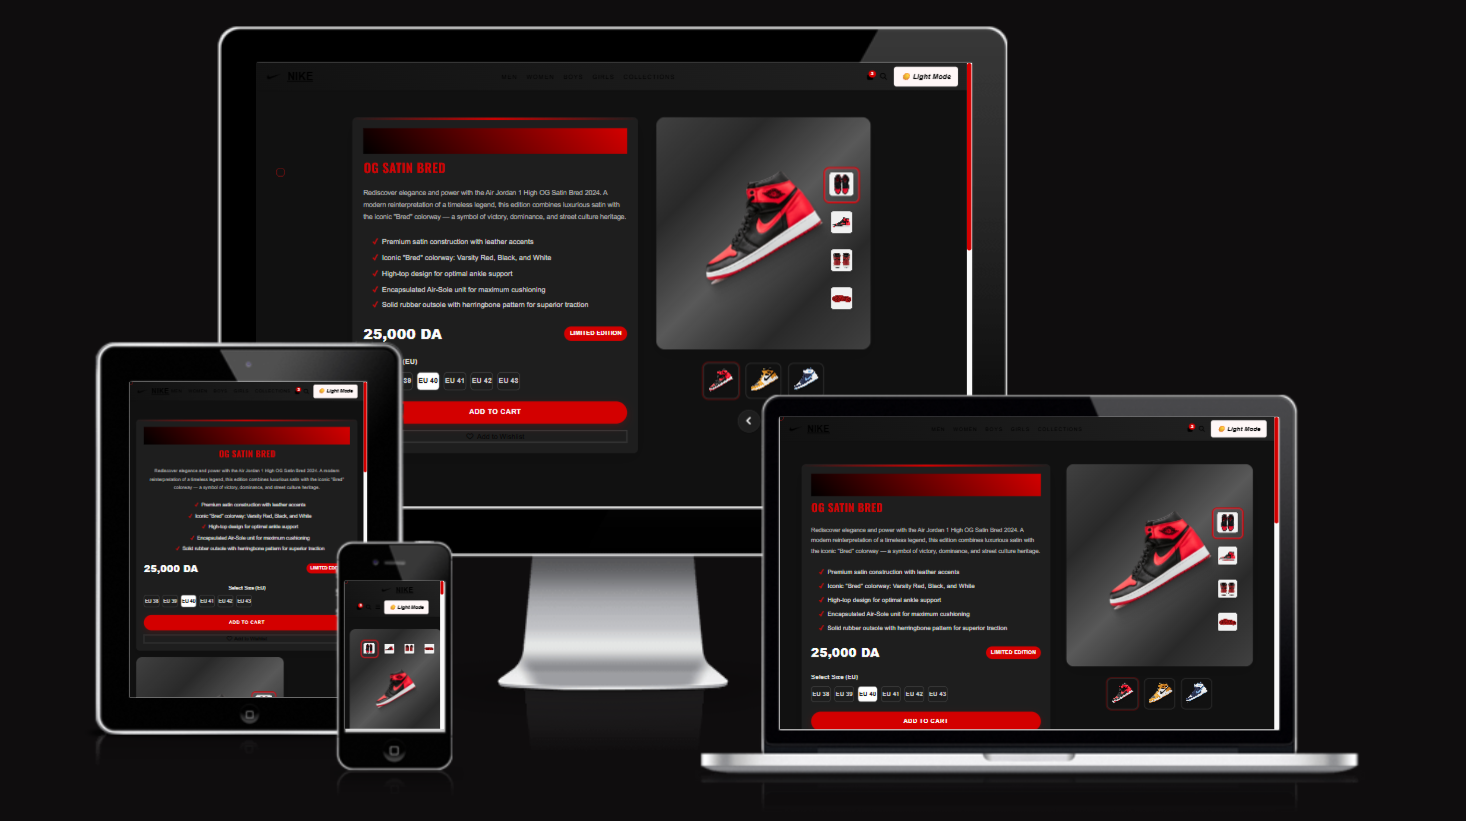 NIKE
MEN WOMEN BOYS GIRLS COLLECTIONS
Light Mode
OG SATIN BRED
Rediscover elegance and power with the Air Jordan 1 High OG Satin Bred 2024. A
modern reinterpretation of a timeless legend, this edition combines luxurious satin with
the iconic "Bred" colorway — a symbol of victory, dominance, and street culture heritage.
✓ Premium satin construction with leather accents
✓ Iconic "Bred" colorway: Varsity Red, Black, and White
✓ High-top design for optimal ankle support
✓ Encapsulated Air-Sole unit for maximum cushioning
✓ Solid rubber outsole with herringbone pattern for superior traction
25,000 DA
LIMITED EDITION
(EU)
39 EU 40 EU 41 EU 42 EU 43
ADD TO CART
Add to Wishlist
NIKE
Light Mode
OG SATIN BRED
Rediscover elegance and power with the Air Jordan 1 High OG Satin Bred 2024. A modern
reinterpretation of a timeless legend, this edition combines luxurious satin with the iconic "Bred"
colorway — a symbol of victory, dominance, and street culture heritage.
✓ Premium satin construction with leather accents
✓ Iconic "Bred" colorway: Varsity Red, Black, and White
✓ High-top design for optimal ankle support
✓ Encapsulated Air-Sole unit for maximum cushioning
✓ Solid rubber outsole with herringbone pattern for superior traction
25,000 DA
LIMITED
Select Size (EU)
EU 38 EU 39 EU 40 EU 41 EU 42 EU 43
ADD TO CART
NIKE
Light Mode
NIKE
MEN WOMEN BOYS GIRLS COLLECTIONS
Light Mode
OG SATIN BRED
Rediscover elegance and power with the Air Jordan 1 High OG Satin Bred 2024. A
modern reinterpretation of a timeless legend, this edition combines luxurious satin with
the iconic "Bred" colorway — a symbol of victory, dominance, and street culture heritage.
✓ Premium satin construction with leather accents
✓ Iconic "Bred" colorway: Varsity Red, Black, and White
✓ High-top design for optimal ankle support
✓ Encapsulated Air-Sole unit for maximum cushioning
✓ Solid rubber outsole with herringbone pattern for superior traction
25,000 DA
LIMITED EDITION
Select Size (EU)
EU 38 EU 39 EU 40 EU 41 EU 42 EU 43
ADD TO CART